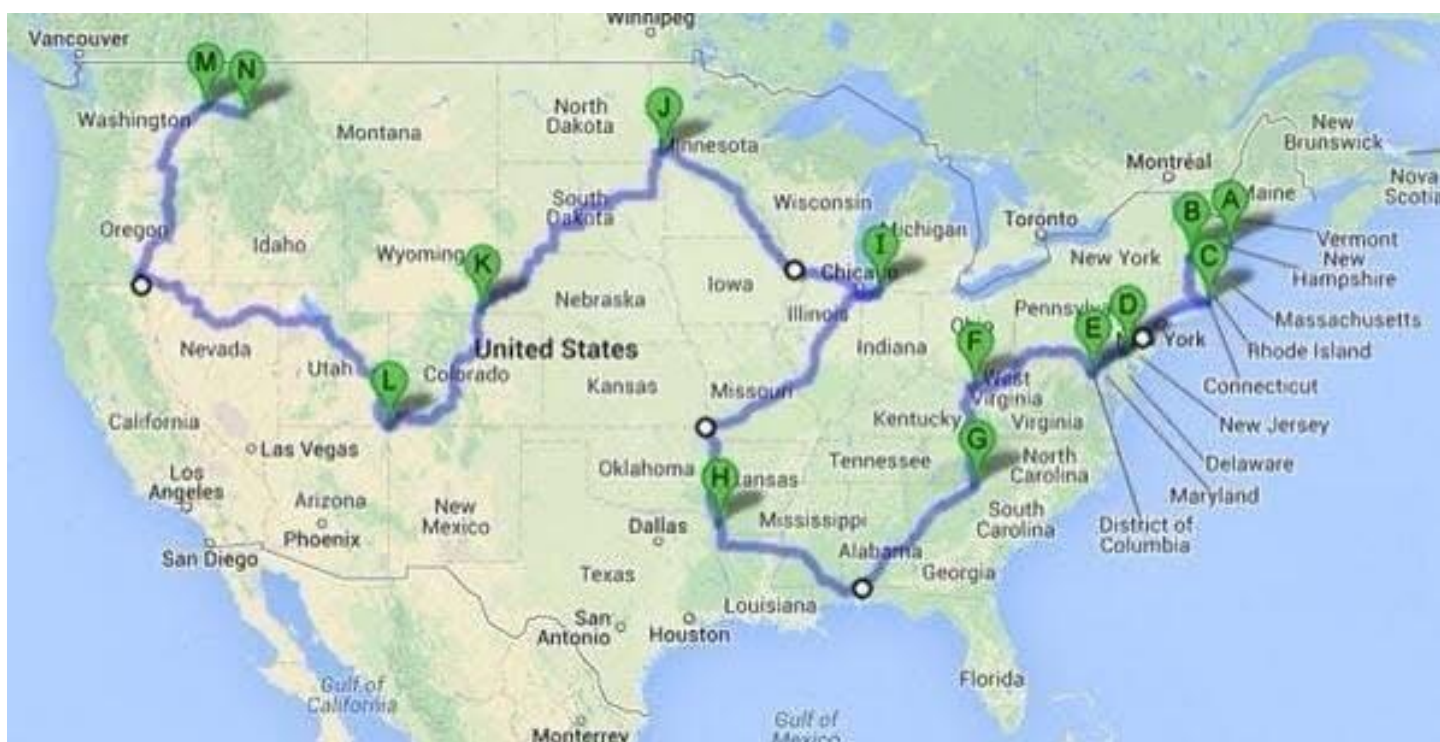 Winnipeg
Vancouver
M
N
Washington
Montana
North
Dakota
J
Minnesota
Montréal
New
Brunswick
Nova
Scotia
Maine
A
B
C
Vermont
New
Hampshire
Oregon
Idaho
Wyoming
K
South
Dakota
Wisconsin
Michigan
I
Toronto
New York
Chicago
Iowa
Nebraska
Illinois
Pennsylv
D
E
F
Ohio
York
Massachusetts
Rhode Island
Connecticut
Nevada
Utah
L
Colorado
United States
Kansas
Missouri
Indiana
West
Virginia
Kentucky
Virginia
New Jersey
California
Las Vegas
Oklahoma
H
kansas
Tennessee
G
North
Carolina
Delaware
Maryland
Los
Angeles
Arizona
Phoenix
New
Mexico
Dallas
Mississippi
South
Carolina
District of
Columbia
San Diego
Texas
Alabama
Georgia
San
Antonio
Houston
Louisiana
Florida
Gulf of
California
Monterrey
Gulf of
Mexico